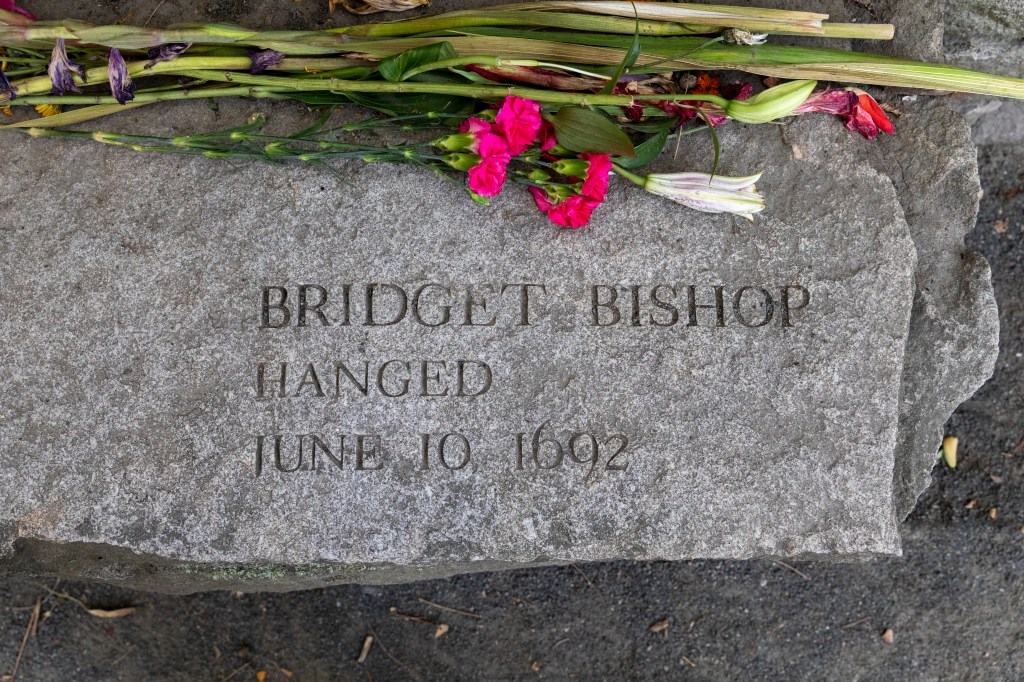 BRIDGET BISHOP
HANGED
JUNE 10, 1692